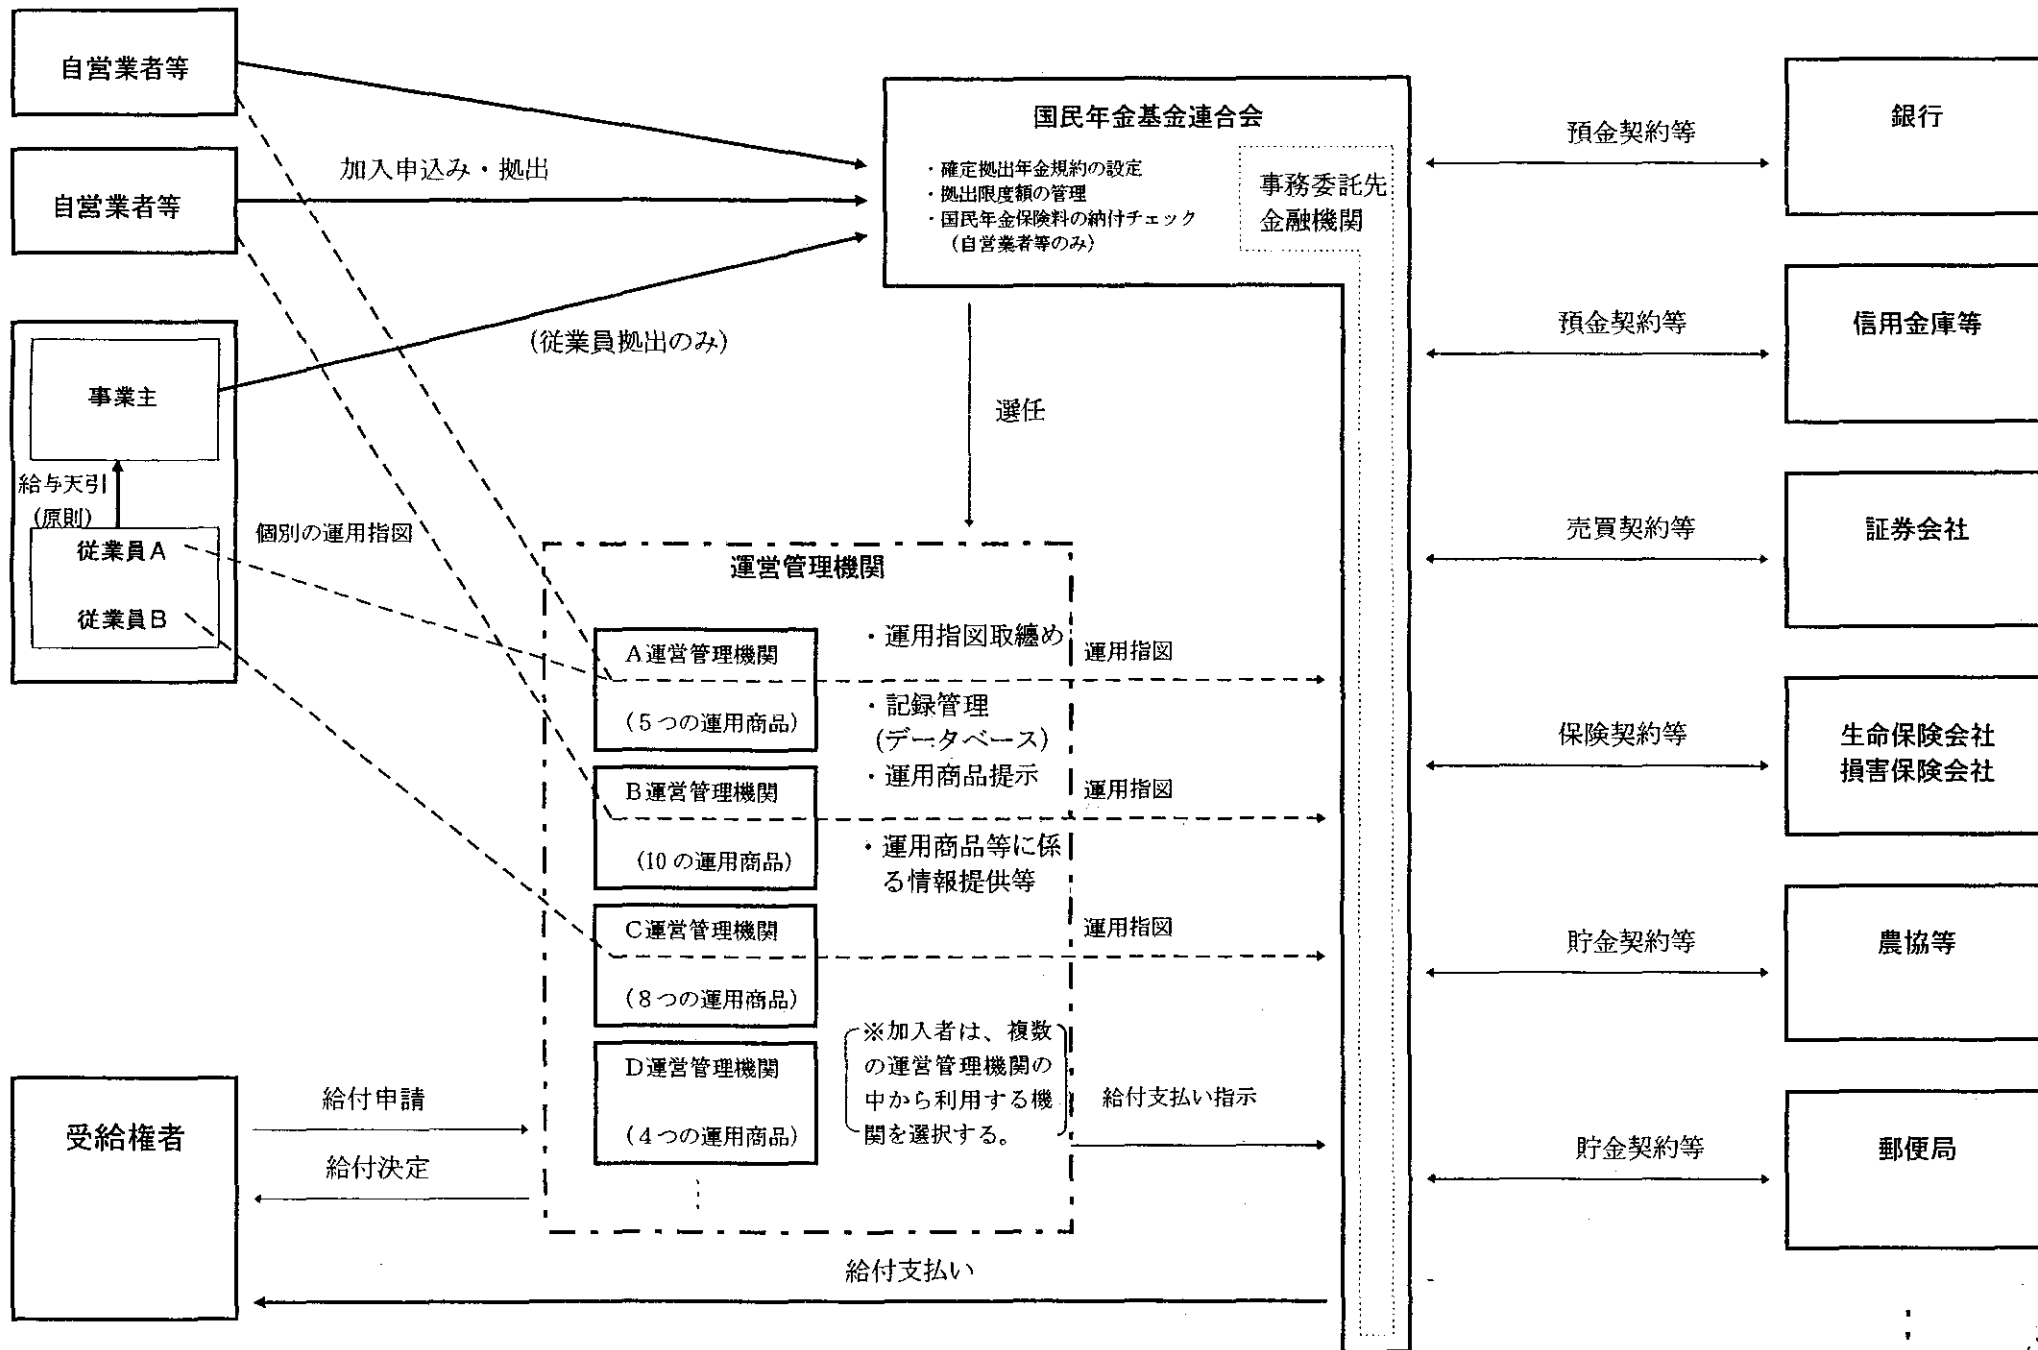 自営業者等
自営業者等
加入申込み・拠出
(従業員拠出のみ)
事業主
給与天引
(原則)
従業員A
従業員B
個別の運用指図
国民年金基金連合会
・確定拠出年金規約の設定
・拠出限度額の管理
・国民年金保険料の納付チェック
(自営業者等のみ)
事務委託先
金融機関
選任
運営管理機関
A運営管理機関
(5つの運用商品)
B運営管理機関
(10の運用商品)
C運営管理機関
(8つの運用商品)
D運営管理機関
(4つの運用商品)
・運用指図取纏め
・記録管理
(データベース)
・運用商品提示
・運用商品等に係
る情報提供等
※加入者は、複数
の運営管理機関の
中から利用する機
関を選択する。
運用指図
運用指図
運用指図
給付支払い指示
受給権者
給付申請
給付決定
給付支払い
預金契約等
銀行
預金契約等
信用金庫等
売買契約等
証券会社
保険契約等
生命保険会社
損害保険会社
貯金契約等
農協等
貯金契約等
郵便局